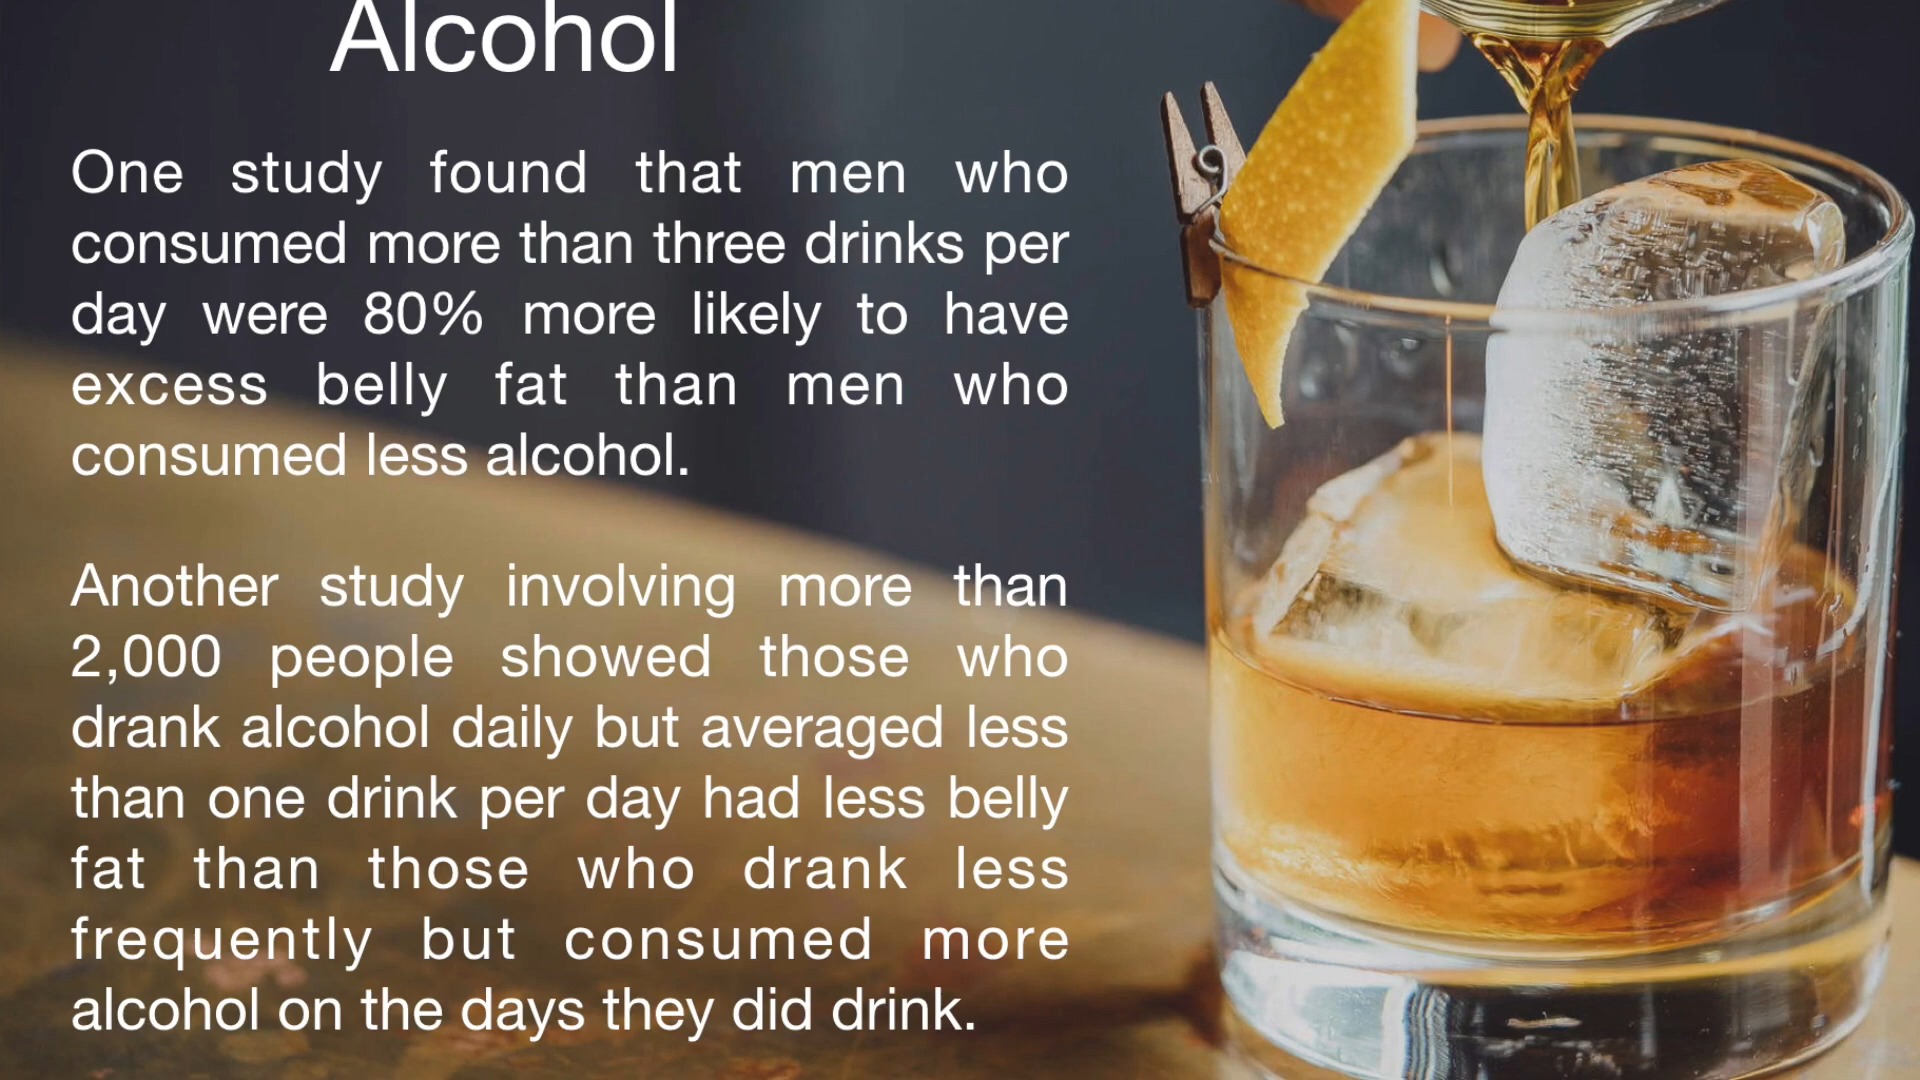 Alcohol
One study found that men who
consumed more than three drinks per
day were 80% more likely to have
excess belly fat than men who
consumed less alcohol.
Another study involving more than
2,000 people showed those who
drank alcohol daily but averaged less
than one drink per day had less belly
fat than those who drank less
frequently but consumed more
alcohol on the days they did drink.